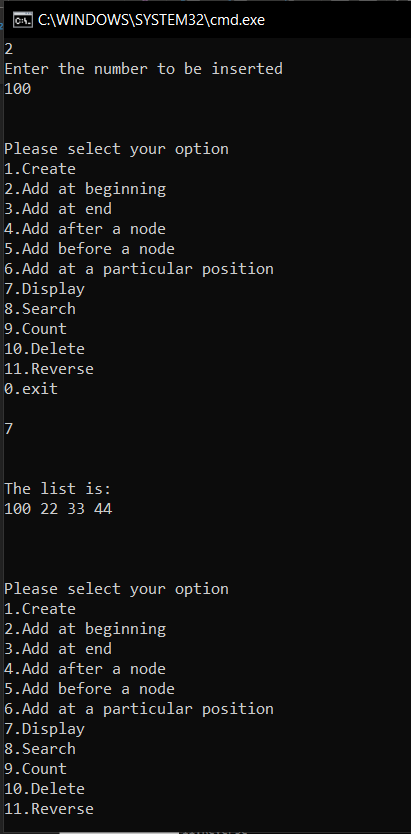 C:\WINDOWS\SYSTEM32\cmd.exe
2
Enter the number to be inserted
100
Please select your option
1.Create
2.Add at beginning
3.Add at end
4.Add after a node
5.Add before a node
6.Add at a particular position
7.Display
8.Search
9.Count
10.Delete
11.Reverse
0.exit
7
The list is:
100 22 33 44
Please select your option
1.Create
2.Add at beginning
3.Add at end
4.Add after a node
5.Add before a node
6.Add at a particular position
7.Display
8.Search
9.Count
10.Delete
11.Reverse